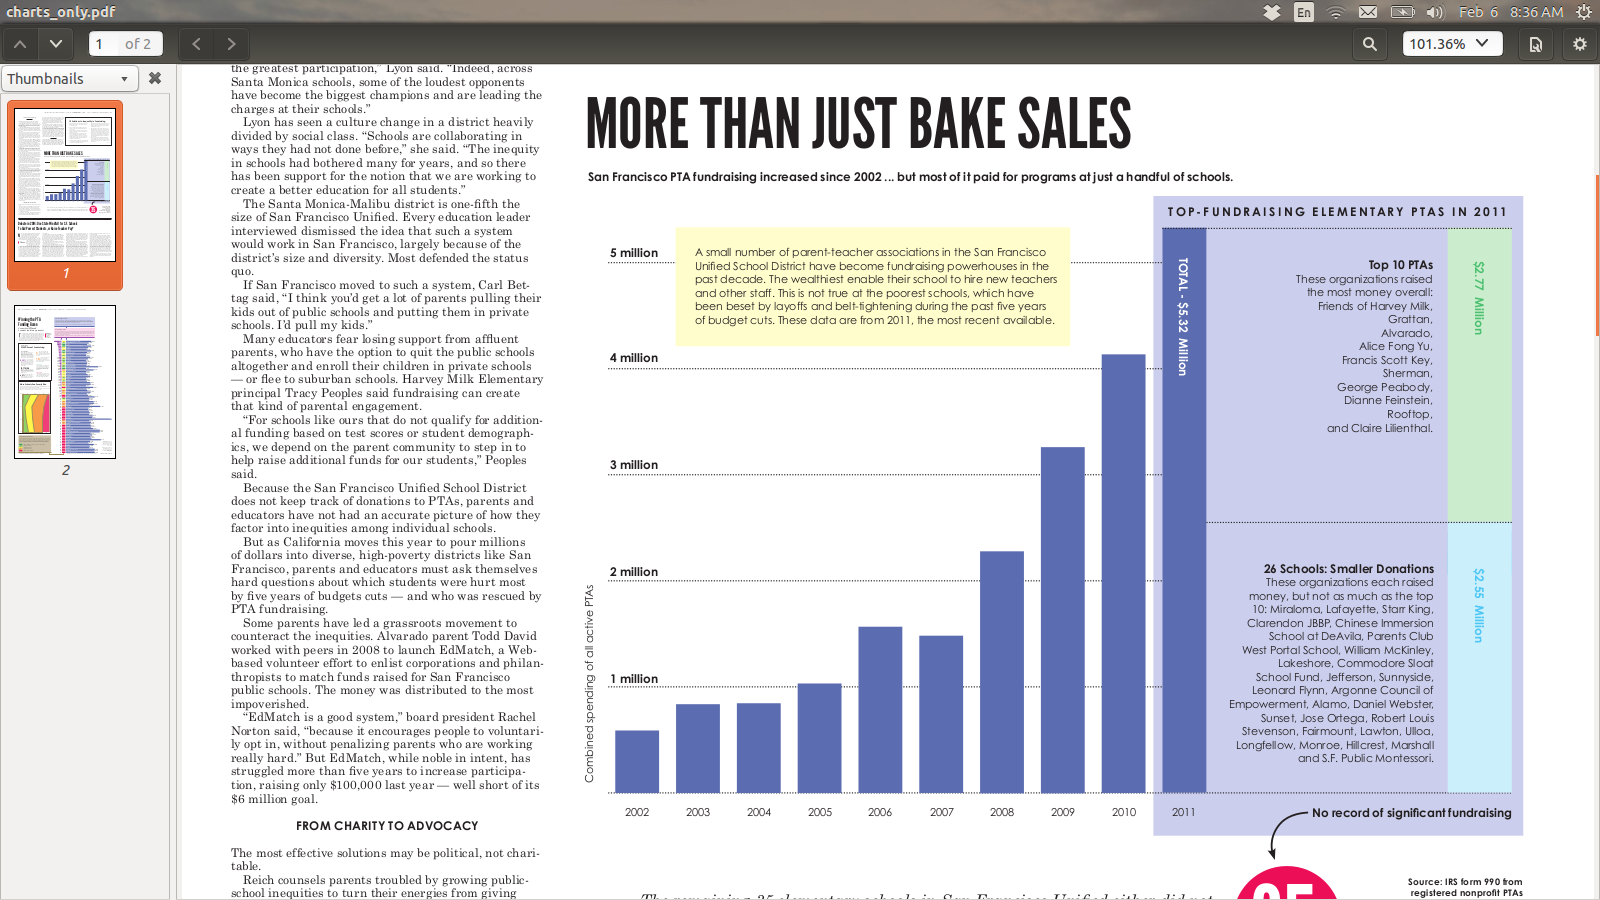 charts_only.pdf
En
Feb 6
8:36 AM
1
of 2
101.36%
Thumbnails
1
2
the greatest participation,” Lyon said. “Indeed, across
Santa Monica schools, some of the loudest opponents
have become the biggest champions and are leading the
charges at their schools.”
Lyon has seen a culture change in a district heavily
divided by social class. “Schools are collaborating in
ways they had not done before,” she said. “The inequity
in schools had bothered many for years, and so there
has been support for the notion that we are working to
create a better education for all students.”
The Santa Monica-Malibu district is one-fifth the
size of San Francisco Unified. Every education leader
interviewed dismissed the idea that such a system
would work in San Francisco, largely because of the
district’s size and diversity. Most defended the status
quo.
If San Francisco moved to such a system, Carl Bet-
tag said, “I think you’d get a lot of parents pulling their
kids out of public schools and putting them in private
schools. I’d pull my kids.”
Many educators fear losing support from affluent
parents, who have the option to quit the public schools
altogether and enroll their children in private schools
— or flee to suburban schools. Harvey Milk Elementary
principal Tracy Peoples said fundraising can create
that kind of parental engagement.
“For schools like ours that do not qualify for addition-
al funding based on test scores or student demograph-
ics, we depend on the parent community to step in to
help raise additional funds for our students,” Peoples
said.
Because the San Francisco Unified School District
does not keep track of donations to PTAs, parents and
educators have not had an accurate picture of how they
factor into inequities among individual schools.
But as California moves this year to pour millions
of dollars into diverse, high-poverty districts like San
Francisco, parents and educators must ask themselves
hard questions about which students were hurt most
by five years of budgets cuts — and who was rescued by
PTA fundraising.
Some parents have led a grassroots movement to
counteract the inequities. Alvarado parent Todd David
worked with peers in 2008 to launch EdMatch, a Web-
based volunteer effort to enlist corporations and philan-
thropists to match funds raised for San Francisco
public schools. The money was distributed to the most
impoverished.
“EdMatch is a good system,” board president Rachel
Norton said, “because it encourages people to voluntari-
ly opt in, without penalizing parents who are working
really hard.” But EdMatch, while noble in intent, has
struggled more than five years to increase participa-
tion, raising only $100,000 last year — well short of its
$6 million goal.
FROM CHARITY TO ADVOCACY
The most effective solutions may be political, not chari-
table.
Reich counsels parents troubled by growing public-
school inequities to turn their energies from giving
MORE THAN JUST BAKE SALES
San Francisco PTA fundraising increased since 2002 ... but most of it paid for programs at just a handful of schools.
A small number of parent-teacher associations in the San Francisco
Unified School District have become fundraising powerhouses in the
past decade. The wealthiest enable their school to hire new teachers
and other staff. This is not true at the poorest schools, which have
been beset by layoffs and belt-tightening during the past five years
of budget cuts. These data are from 2011, the most recent available.
5 million
4 million
3 million
2 million
1 million
Combined spending of all active PTAs
2002 2003 2004 2005 2006 2007 2008 2009 2010 2011
TOP-FUNDRAISING ELEMENTARY PTAS IN 2011
TOTAL - $5.32 Million
Top 10 PTAs
These organizations raised
the most money overall:
Friends of Harvey Milk,
Grattan,
Alvarado,
Alice Fong Yu,
Francis Scott Key,
Sherman,
George Peabody,
Dianne Feinstein,
Rooftop,
and Claire Lilienthal.
$2.77 Million
26 Schools: Smaller Donations
These organizations each raised
money, but not as much as the top
10: Miraloma, Lafayette, Starr King,
Clarendon JBBP, Chinese Immersion
School at DeAvila, Parents Club
West Portal School, William McKinley,
Lakeshore, Commodore Sloat
School Fund, Jefferson, Sunnyside,
Leonard Flynn, Argonne Council of
Empowerment, Alamo, Daniel Webster,
Sunset, Jose Ortega, Robert Louis
Stevenson, Fairmount, Lawton, Ulloa,
Longfellow, Monroe, Hillcrest, Marshall
and S.F. Public Montessori.
$2.55 Million
No record of significant fundraising
The remaining 35 elementary schools in San Francisco Unified either did not
Source: IRS form 990 from
registered nonprofit PTAs